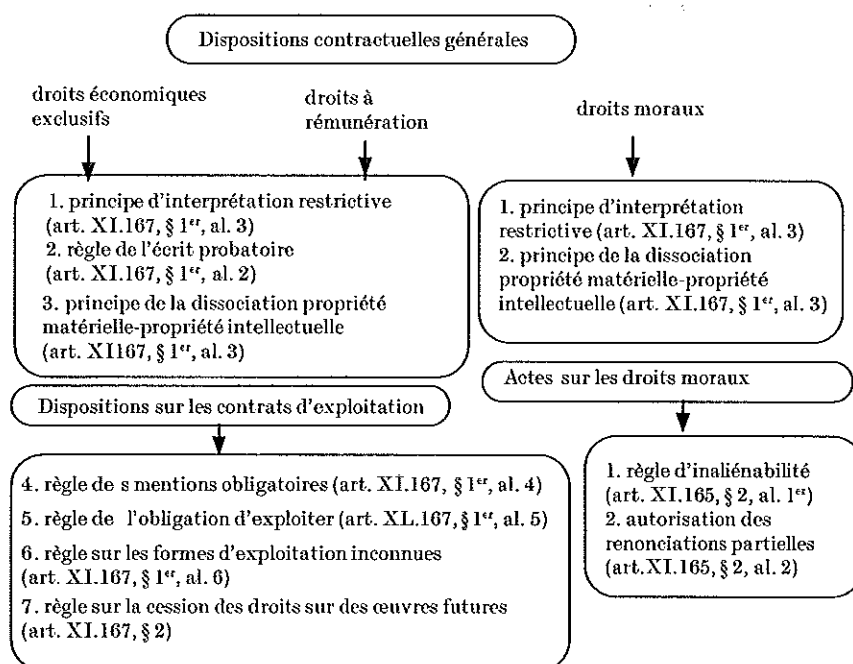 Dispositions contractuelles générales
droits économiques
exclusifs
droits à
rémunération
droits moraux
1. principe d'interprétation restrictive
(art. XI.167, § 1er, al. 3)
2. règle de l'écrit probatoire
(art. XI.167, § 1er, al. 2)
3. principe de la dissociation propriété
matérielle-propriété intellectuelle
(art. XI167, § 1er, al. 3)
1. principe d'interprétation
restrictive (art. XI.167, § 1er, al. 3)
2. principe de la dissociation
propriété matérielle-propriété
intellectuelle (art. XI.167, § 1er, al. 3)
Dispositions sur les contrats d'exploitation
Actes sur les droits moraux
4. règle de s mentions obligatoires (art. XI.167, § 1er, al. 4)
5. règle de l'obligation d'exploiter (art. XL.167, § 1er, al. 5)
6. règle sur les formes d'exploitation inconnues
(art. XI.167, § 1er, al. 6)
7. règle sur la cession des droits sur des œuvres futures
(art. XI.167, § 2)
1. règle d'inaliénabilité
(art. XI.165, § 2, al. 1er)
2. autorisation des
renonciations partielles
(art.XI.165, § 2, al. 2)